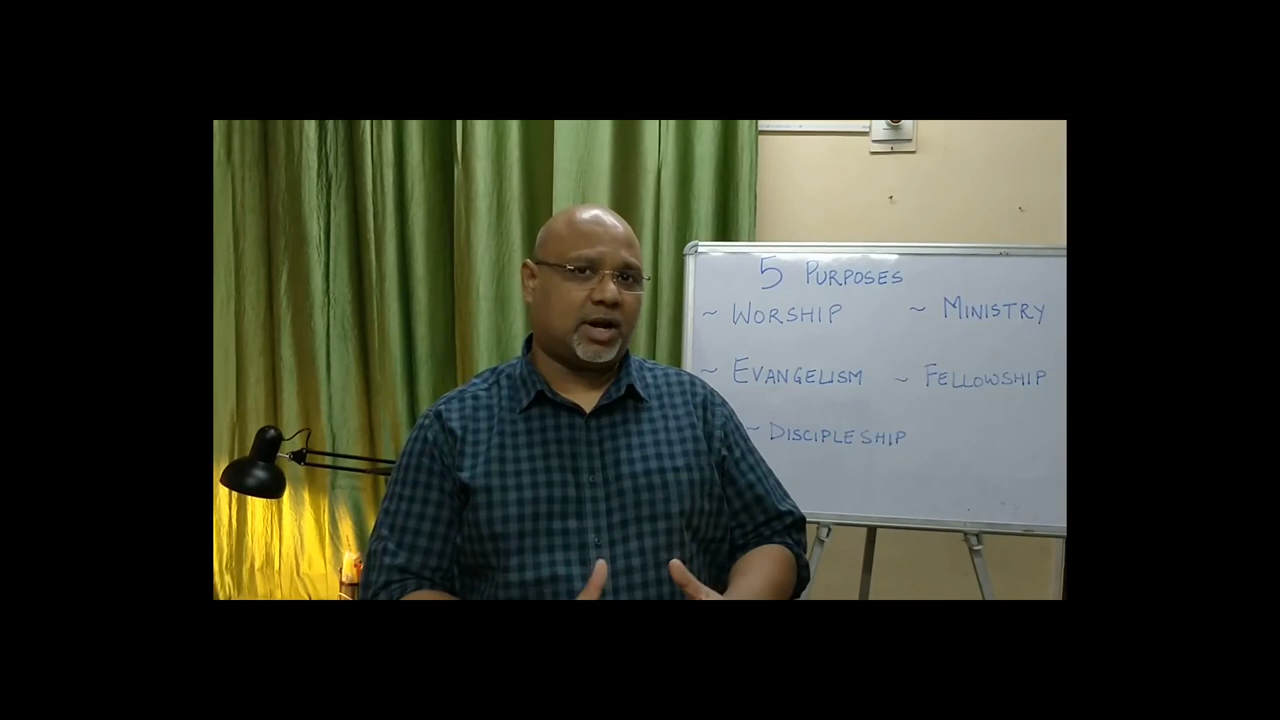 5 PURPOSES
~ WORSHIP ~ MINISTRY
~ EVANGELISM ~ FELLOWSHIP
~ DISCIPLESHIP